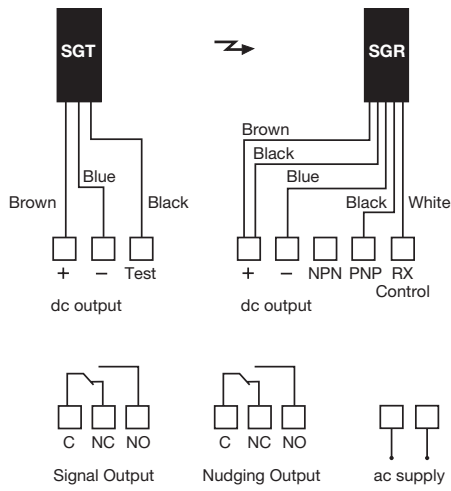 SGT
SGR
Brown
Black
Blue
Blue
Brown
Black
Black
White
+ – Test
+ – NPN PNP RX
Control
dc output
dc output
C NC NO
C NC NO
Signal Output
Nudging Output
ac supply